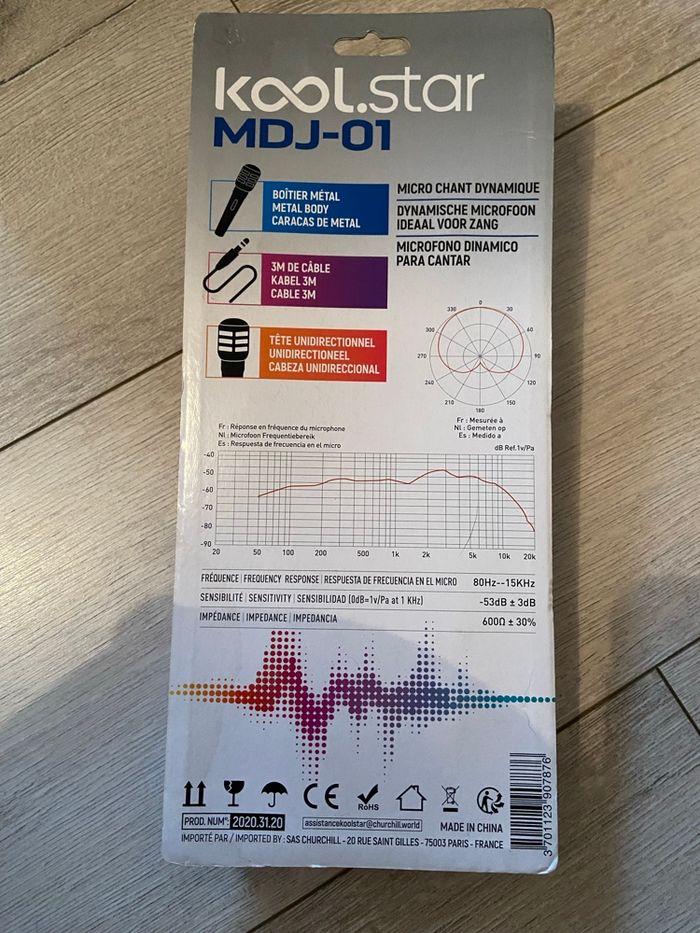 kool.star
MDJ-01
BOÎTIER MÉTAL
METAL BODY
CARACAS DE METAL
MICRO CHANT DYNAMIQUE
DYNAMISCHE MICROFOON
IDEAAL VOOR ZANG
MICROFONO DINAMICO
PARA CANTAR
3M DE CÂBLE
KABEL 3M
CABLE 3M
TÊTE UNIDIRECTIONNEL
UNIDIRECTIONEEL
CABEZA UNIDIRECCIONAL
0
330 30
300 60
270 90
240 120
210 150
180
Fr : Mesurée à
Nl : Gemeten op
Es : Medido a
Fr : Réponse en fréquence du microphone
Nl : Microfoon Frequentiebereik
Es : Respuesta de frecuencia en el micro
dB Ref.1v/Pa
-40
-50
-60
-70
-80
-90
20 50 100 200 500 1k 2k 5k 10k 20k
FRÉQUENCE | FREQUENCY RESPONSE | RESPUESTA DE FRECUENCIA EN EL MICRO 80Hz--15KHz
SENSIBILITÉ | SENSITIVITY | SENSIBILIDAD (0dB=1v/Pa at 1 KHz) -53dB ± 3dB
IMPÉDANCE | IMPEDANCE | IMPEDANCIA 600Ω ± 30%
CE
RoHS
PROD. NUM°: 2020.31.20
assistancekoolstar@churchill.world
MADE IN CHINA
IMPORTÉ PAR / IMPORTED BY : SAS CHURCHILL - 20 RUE SAINT GILLES - 75003 PARIS - FRANCE
3 701123 907876